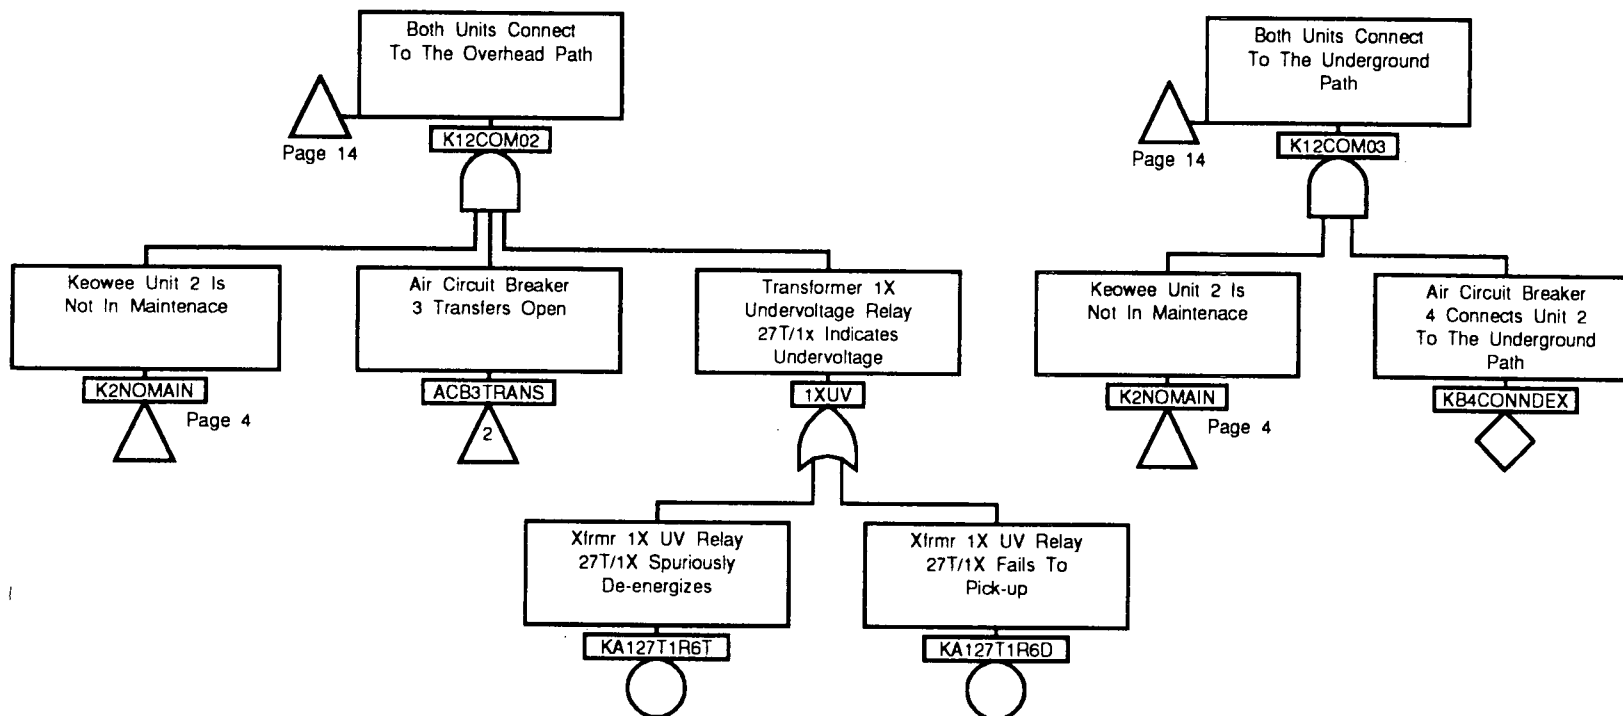 Both Units Connect
To The Overhead Path
Page 14
K12COM02
Keowee Unit 2 Is
Not In Maintenace
K2NOMAIN
Page 4
Air Circuit Breaker
3 Transfers Open
ACB3TRANS
2
Transformer 1X
Undervoltage Relay
27T/1x Indicates
Undervoltage
1XUV
Xfrmr 1X UV Relay
27T/1X Spuriously
De-energizes
KA127T1R6T
Xfrmr 1X UV Relay
27T/1X Fails To
Pick-up
KA127T1R6D
Both Units Connect
To The Underground
Path
Page 14
K12COM03
Keowee Unit 2 Is
Not In Maintenace
K2NOMAIN
Page 4
Air Circuit Breaker
4 Connects Unit 2
To The Underground
Path
KB4CONNDEX